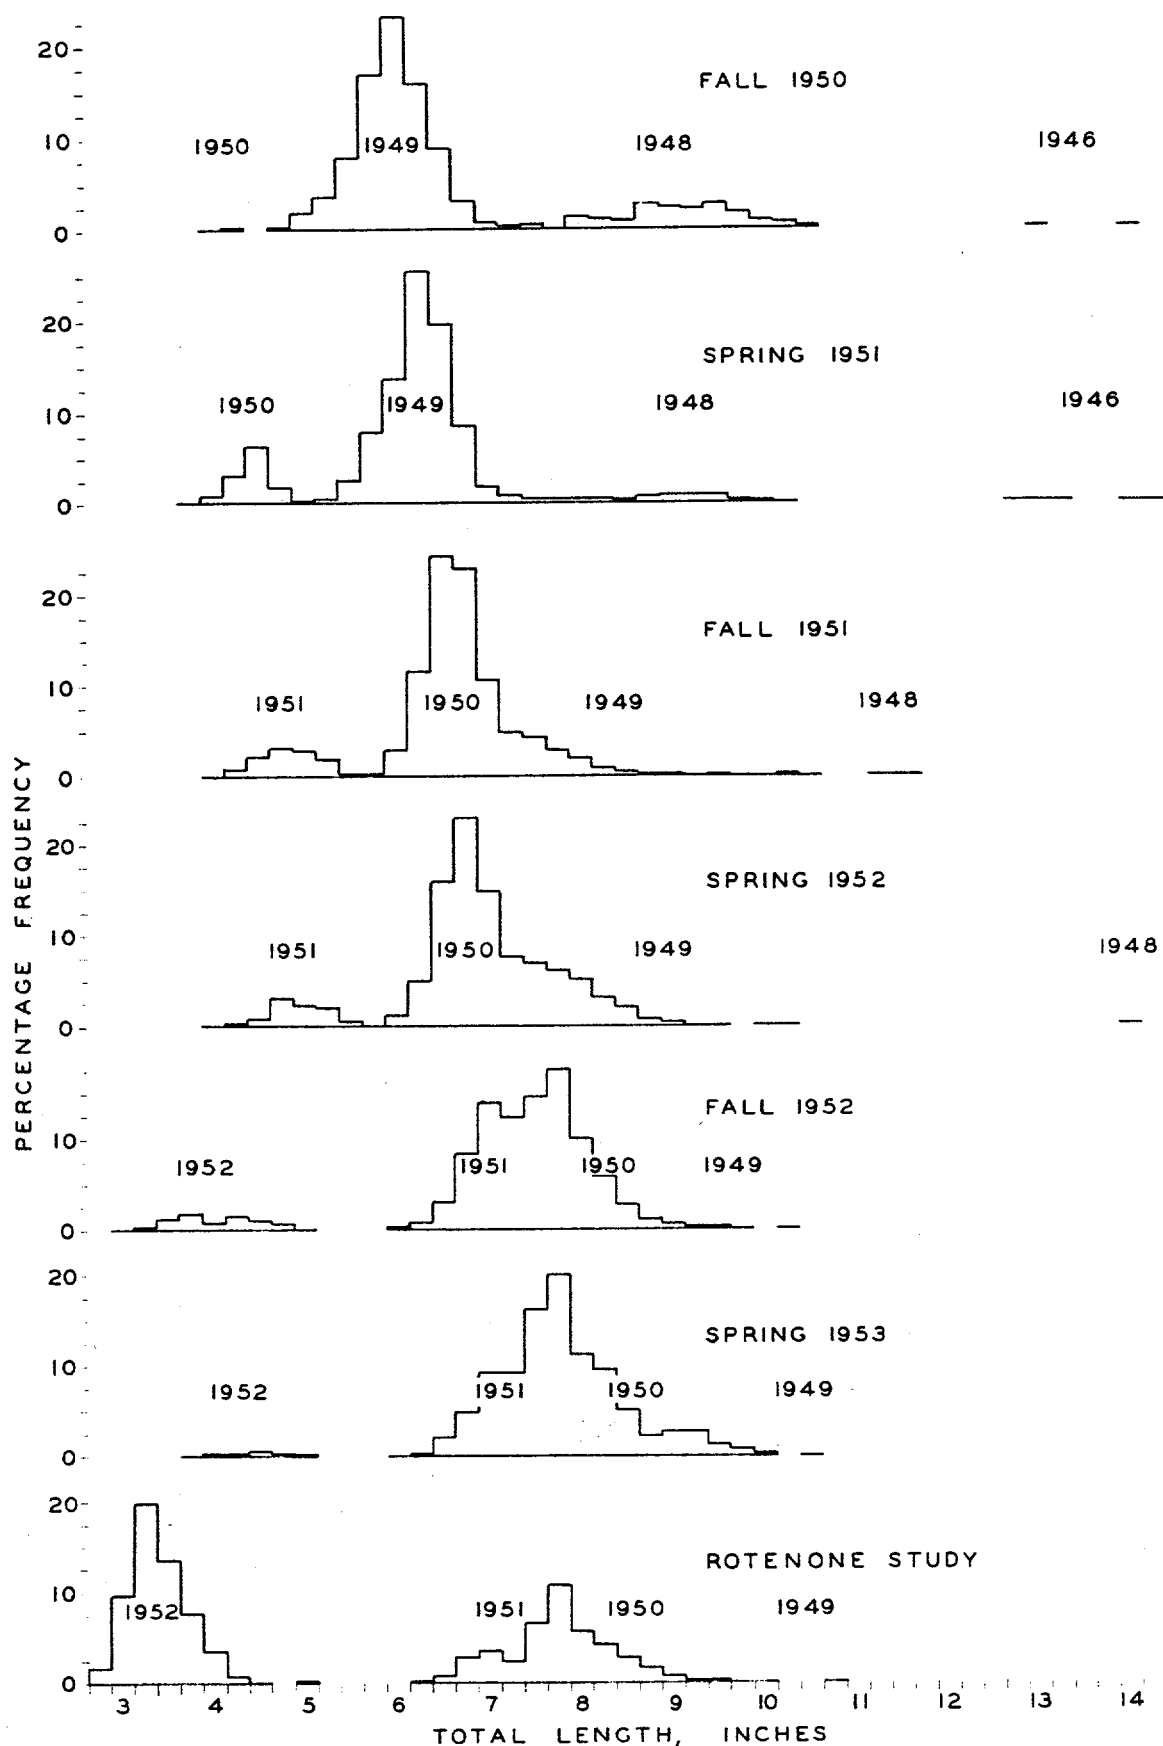 20
FALL 1950
10
1950 1949 1948 1946
0
20
SPRING 1951
10
1950 1949 1948 1946
0
20
FALL 1951
10
1951 1950 1949 1948
0
PERCENTAGE FREQUENCY
20
SPRING 1952
10
1951 1950 1949 1948
0
FALL 1952
10
1952 1951 1950 1949
0
20
SPRING 1953
10
1952 1951 1950 1949
0
20
ROTENONE STUDY
10
1952 1951 1950 1949
0
3 4 5 6 7 8 9 10 11 12 13 14
TOTAL LENGTH, INCHES